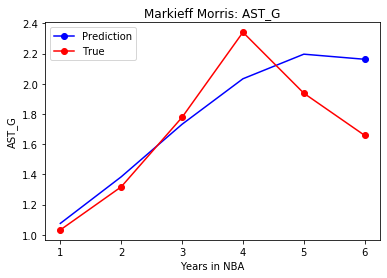 Markieff Morris: AST_G
Prediction
True
AST_G
2.4
2.2
2.0
1.8
1.6
1.4
1.2
1.0
1 2 3 4 5 6
Years in NBA